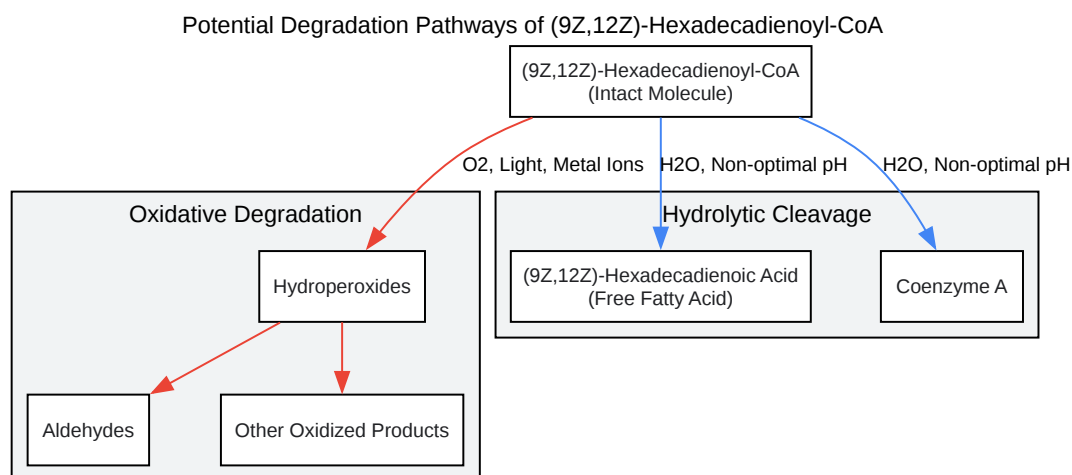 Potential Degradation Pathways of (9Z,12Z)-Hexadecadienoyl-CoA
(9Z,12Z)-Hexadecadienoyl-CoA
(Intact Molecule)
O2, Light, Metal Ions
H2O, Non-optimal pH
H2O, Non-optimal pH
Oxidative Degradation
Hydrolytic Cleavage
Hydroperoxides
(9Z,12Z)-Hexadecadienoic Acid
(Free Fatty Acid)
Coenzyme A
Aldehydes
Other Oxidized Products